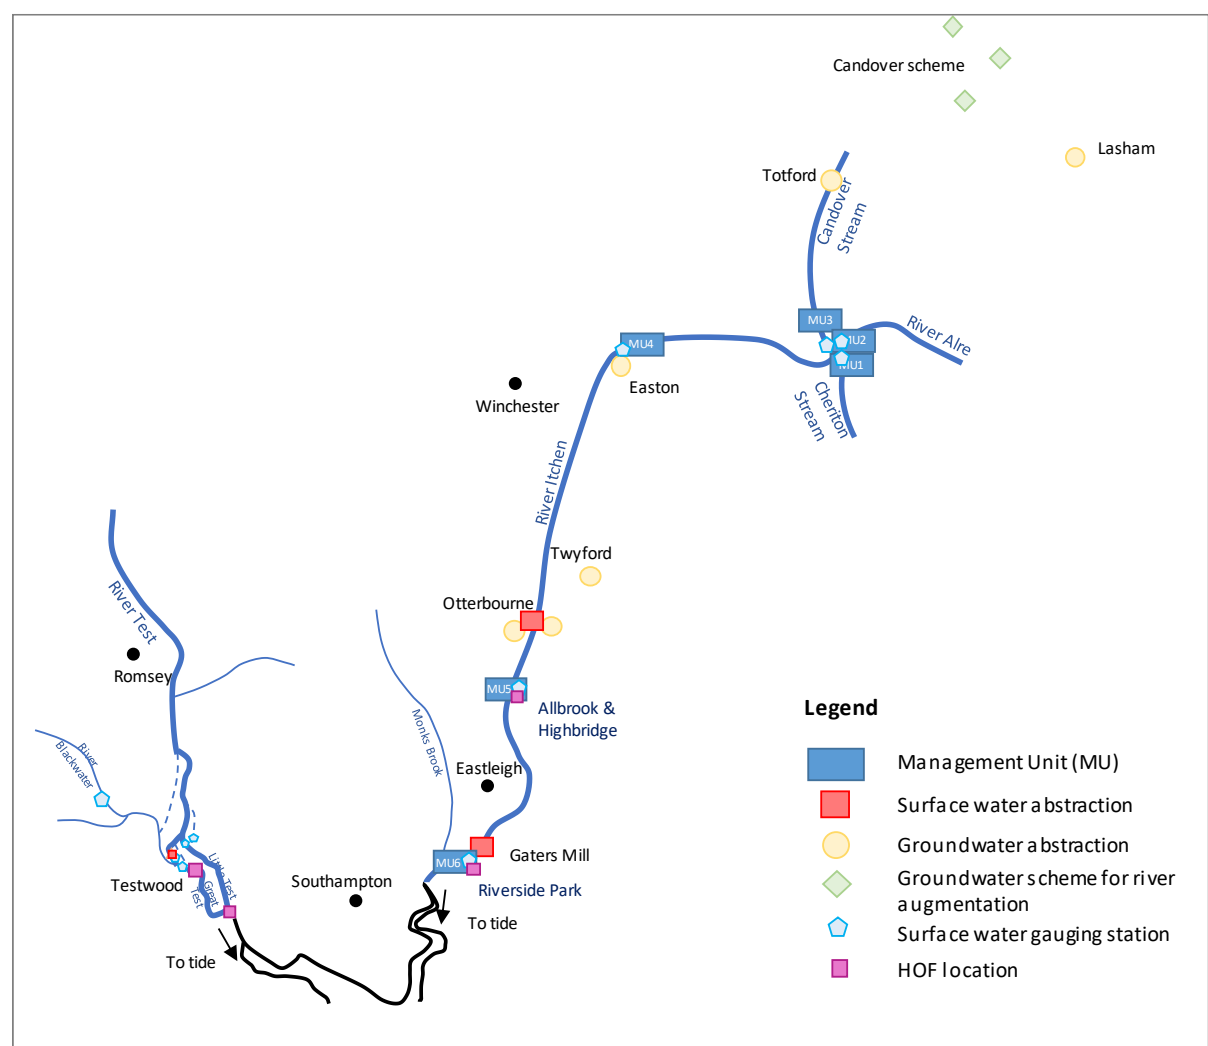 Candover scheme
Lasham
Totford
Candover
Stream
MU3
MU2
MU1
River Alre
MU4
Easton
Cheriton
Stream
Winchester
River Itchen
Twyford
Otterbourne
River Test
Romsey
MU5
Allbrook &
Highbridge
Monks Brook
River
Blackwater
Eastleigh
Gaters Mill
MU6
Riverside Park
Testwood
Little Test
Great
Test
Southampton
To tide
To tide
Legend
Management Unit (MU)
Surface water abstraction
Groundwater abstraction
Groundwater scheme for river
augmentation
Surface water gauging station
HOF location